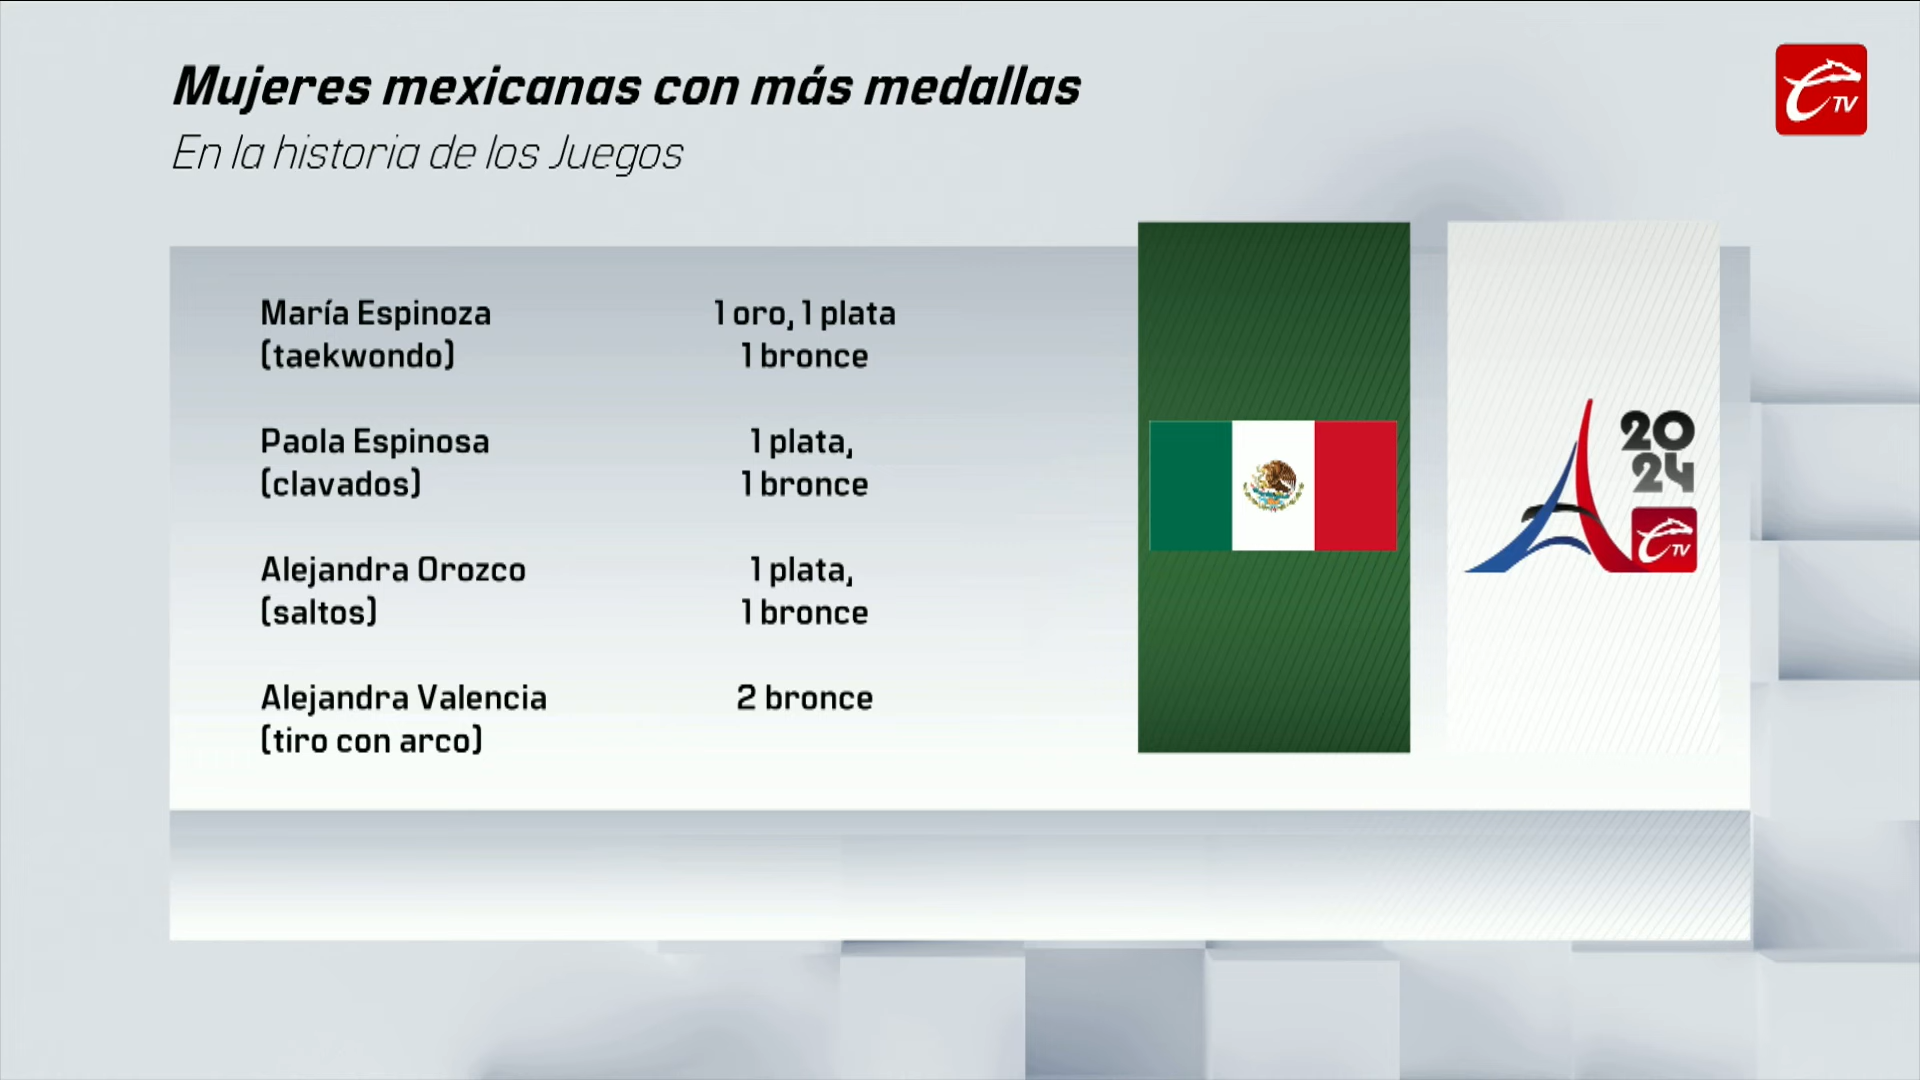 Mujeres mexicanas con más medallas
En la historia de los Juegos
TV
María Espinoza 1 oro, 1 plata
(taekwondo) 1 bronce
Paola Espinosa 1 plata,
(clavados) 1 bronce
Alejandra Orozco 1 plata,
(saltos) 1 bronce
Alejandra Valencia 2 bronce
(tiro con arco)
20
24
TV